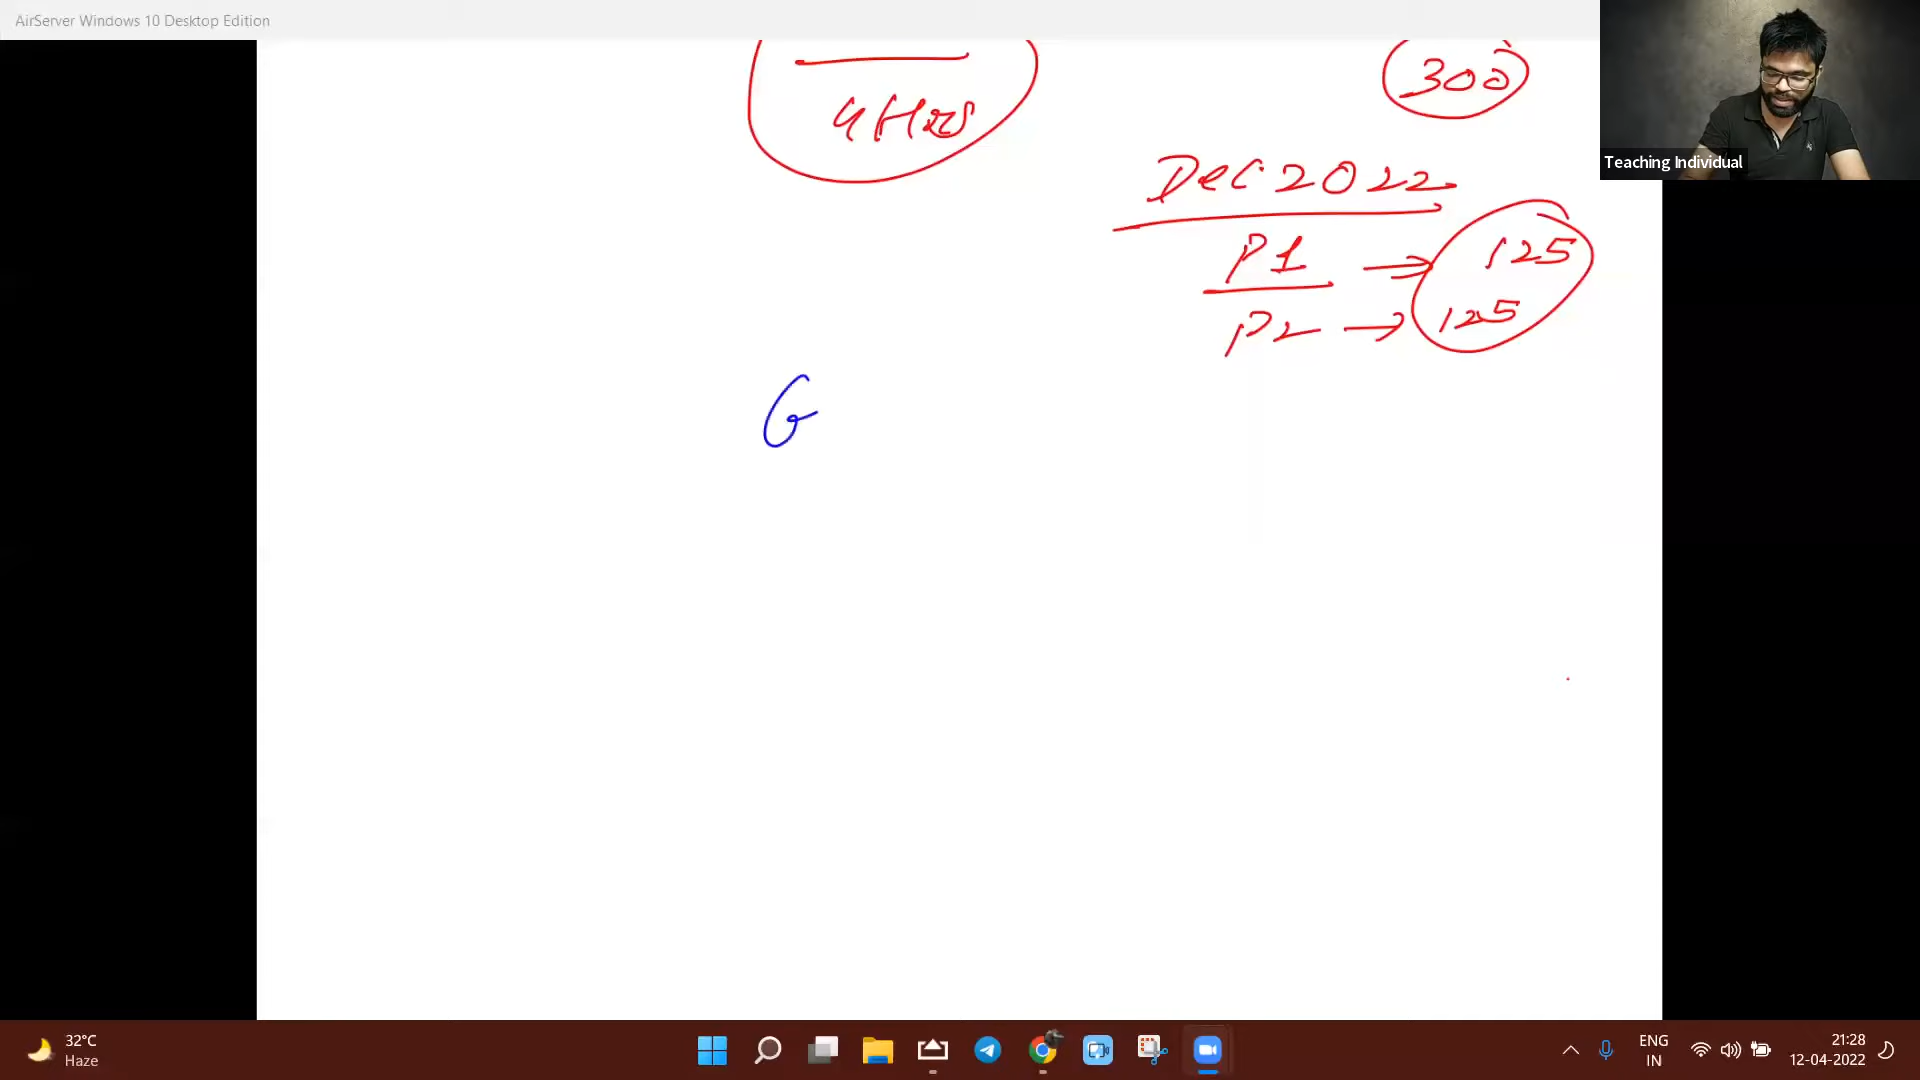 AirServer Windows 10 Desktop Edition
300
4 Hrs
Teaching Individual
Dec 2022
P1 → 125
P2 → 125
G
32°C
Haze
ENG
IN
21:28
12-04-2022